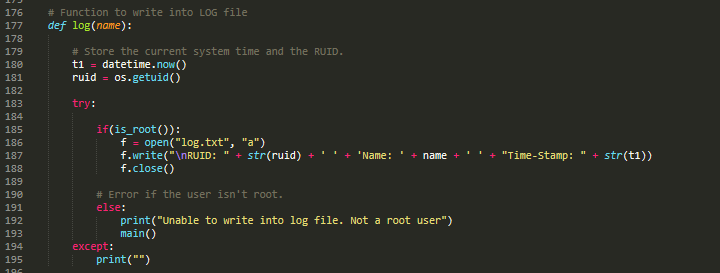 176 # Function to write into LOG file
177 def log(name):
178
179 # Store the current system time and the RUID.
180 t1 = datetime.now()
181 ruid = os.getuid()
182
183 try:
184
185 if(is_root()):
186 f = open("log.txt", "a")
187 f.write("\nRUID: " + str(ruid) + ' ' + 'Name: ' + name + ' ' + "Time-Stamp: " + str(t1))
188 f.close()
189
190 # Error if the user isn't root.
191 else:
192 print("Unable to write into log file. Not a root user")
193 main()
194 except:
195 print("")